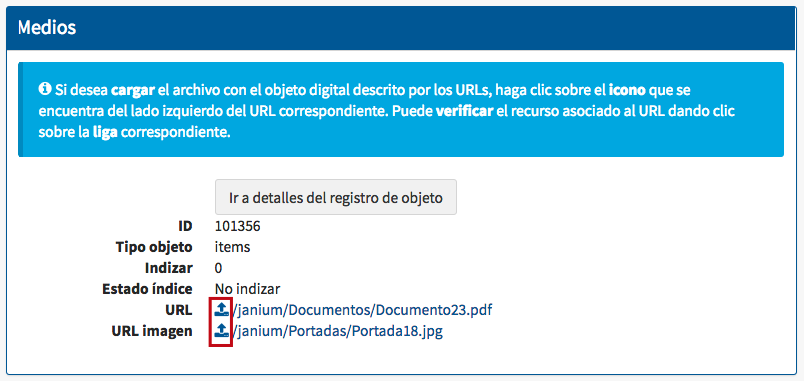 Medios
Si desea cargar el archivo con el objeto digital descrito por los URLs, haga clic sobre el icono que se
encuentra del lado izquierdo del URL correspondiente. Puede verificar el recurso asociado al URL dando clic
sobre la liga correspondiente.
Ir a detalles del registro de objeto
ID 101356
Tipo objeto items
Indizar 0
Estado índice No indizar
URL /janium/Documentos/Documento23.pdf
URL imagen /janium/Portadas/Portada18.jpg